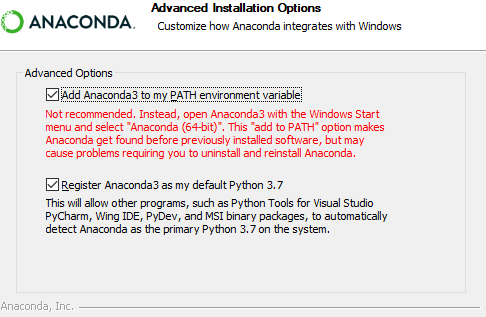 Advanced Installation Options
ANACONDA.
Customize how Anaconda integrates with Windows
Advanced Options
Add Anaconda3 to my PATH environment variable
Not recommended. Instead, open Anaconda3 with the Windows Start
menu and select "Anaconda (64-bit)". This "add to PATH" option makes
Anaconda get found before previously installed software, but may
cause problems requiring you to uninstall and reinstall Anaconda.
Register Anaconda3 as my default Python 3.7
This will allow other programs, such as Python Tools for Visual Studio
PyCharm, Wing IDE, PyDev, and MSI binary packages, to automatically
detect Anaconda as the primary Python 3.7 on the system.
Anaconda, Inc.